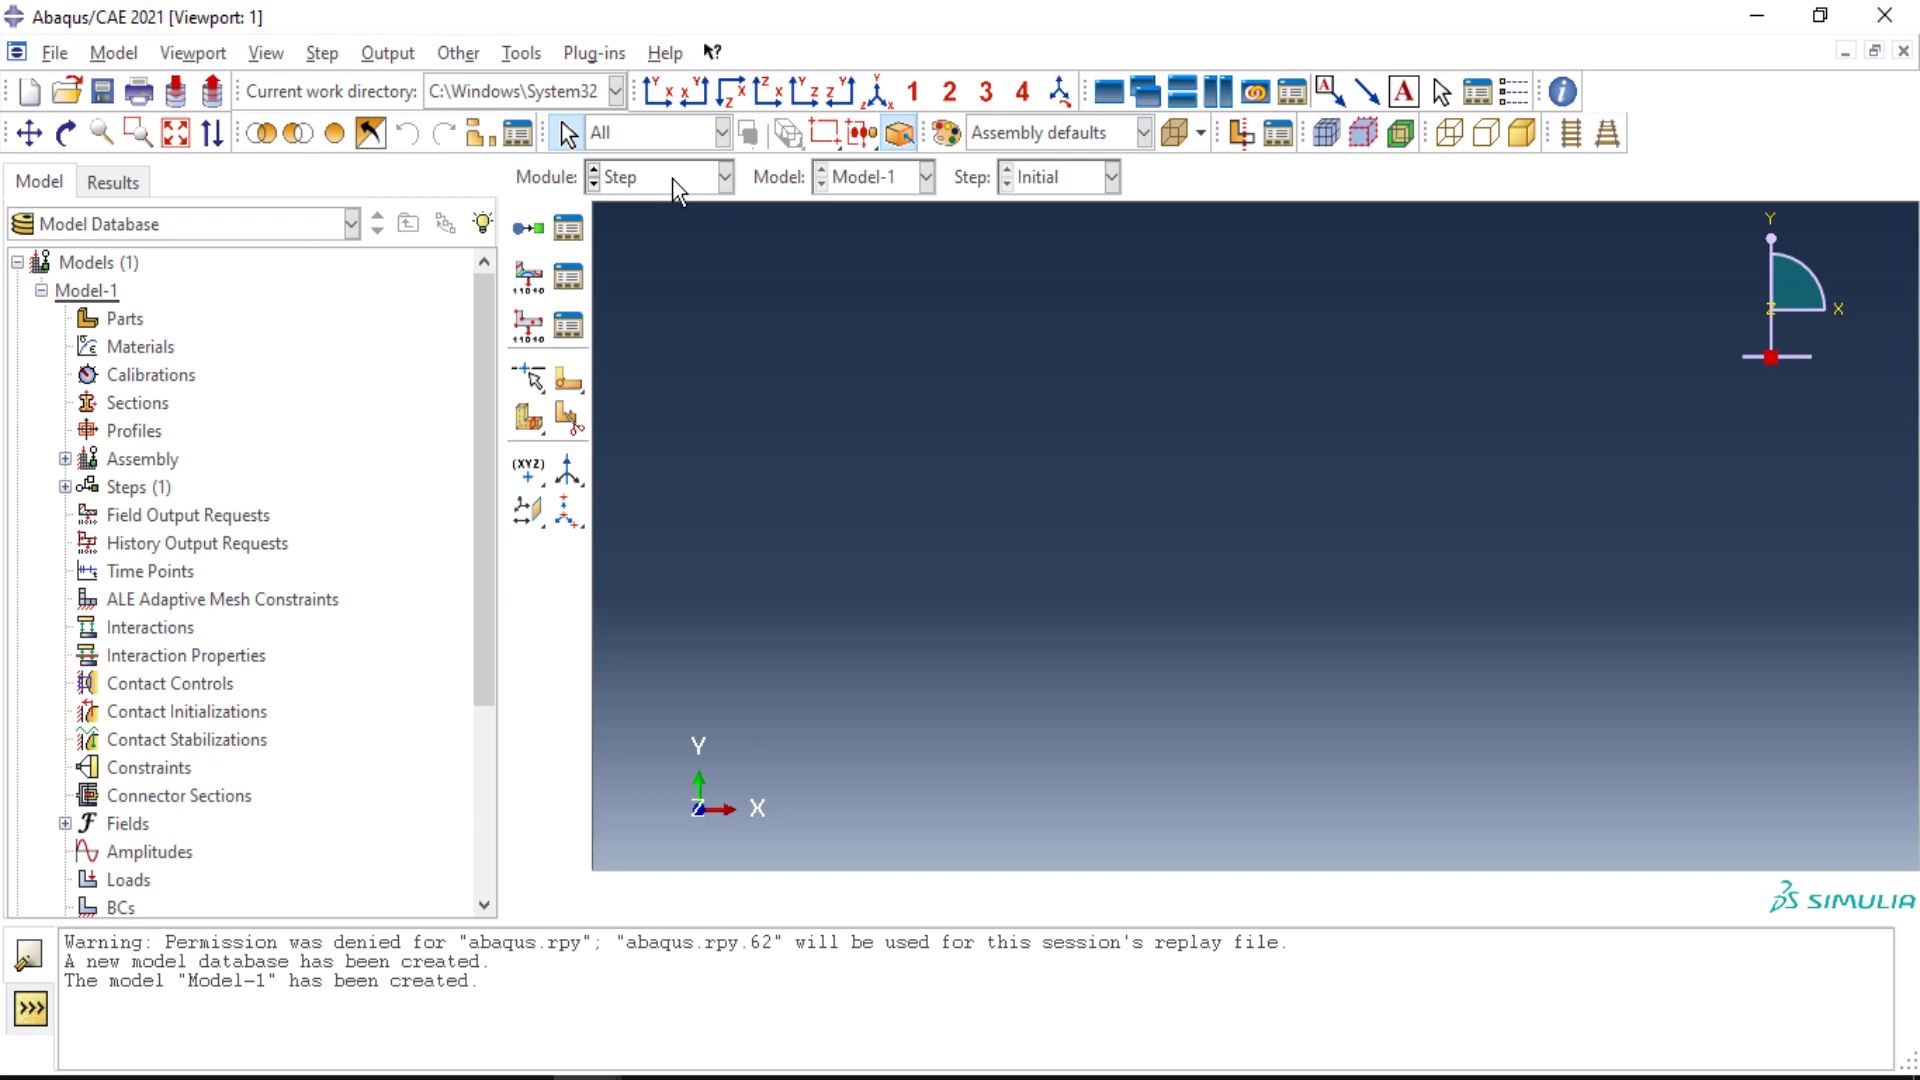 Abaqus/CAE 2021 [Viewport: 1]
File Model Viewport View Step Output Other Tools Plug-ins Help
Current work directory: C:\Windows\System32
1 2 3 4
All
Assembly defaults
Model Results
Module: Step Model: Model-1 Step: Initial
Model Database
Models (1)
Model-1
Parts
Materials
Calibrations
Sections
Profiles
Assembly
Steps (1)
Field Output Requests
History Output Requests
Time Points
ALE Adaptive Mesh Constraints
Interactions
Interaction Properties
Contact Controls
Contact Initializations
Contact Stabilizations
Constraints
Connector Sections
Fields
Amplitudes
Loads
BCs
(XYZ)
Y
Z X
Y
Z X
SIMULIA
Warning: Permission was denied for "abaqus.rpy"; "abaqus.rpy.62" will be used for this session's replay file.
A new model database has been created.
The model "Model-1" has been created.